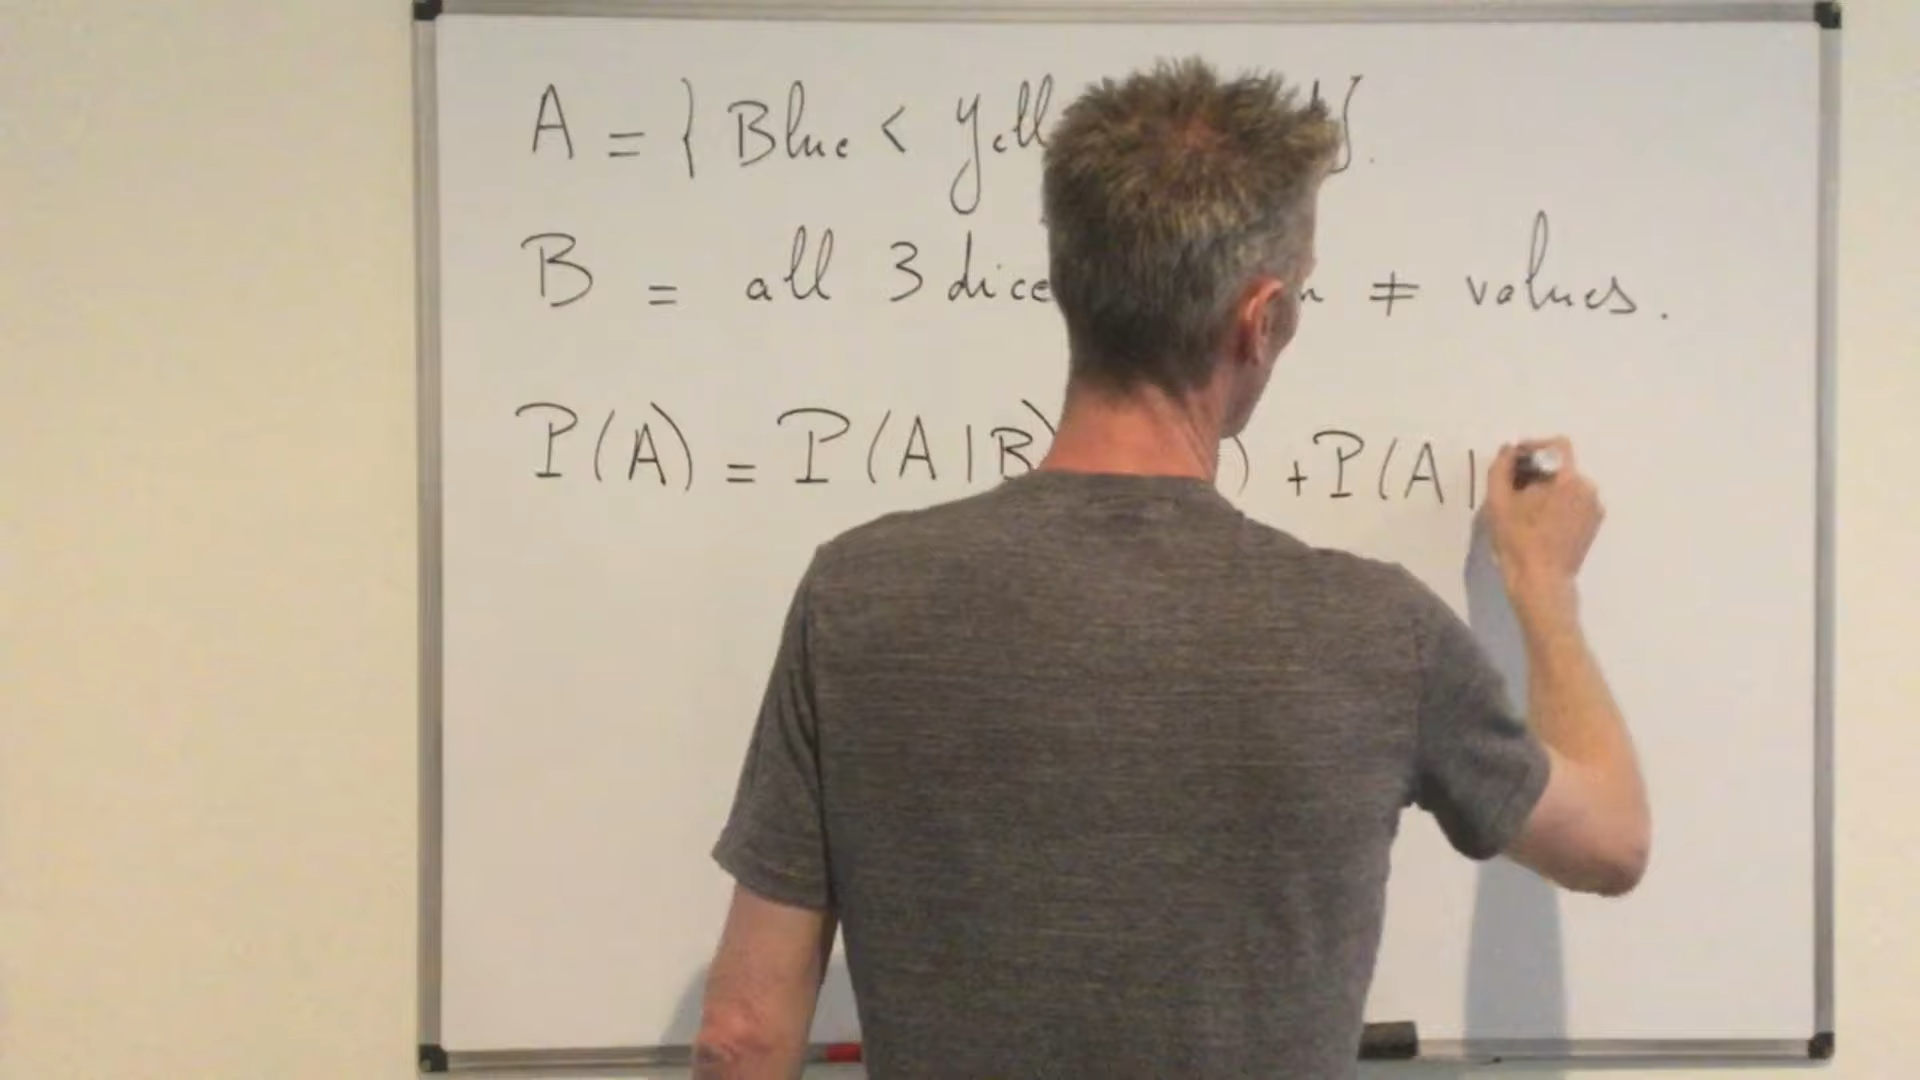 A = { Blue < Yell }.
B = all 3 dice ≠ values.
P(A) = P(A|B) ) + P(A|